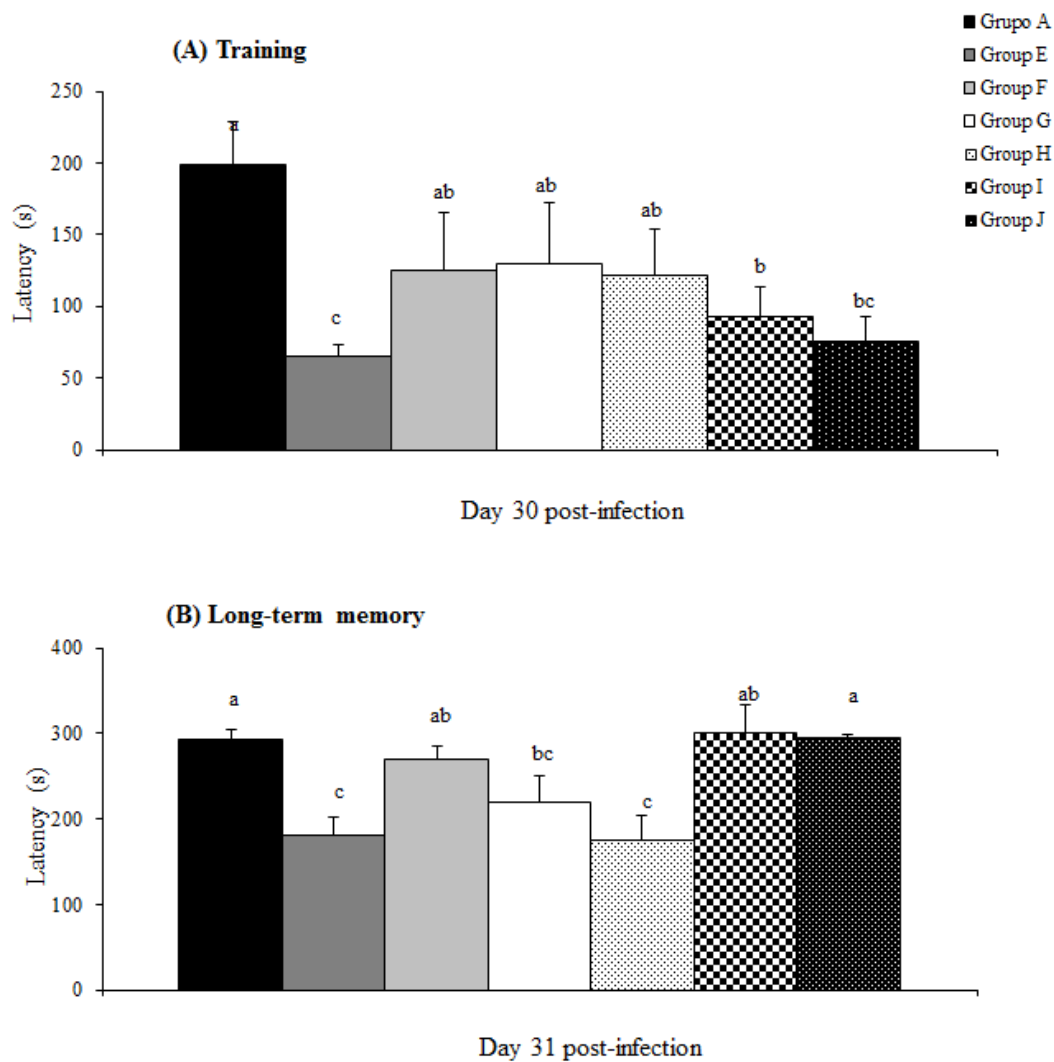 Grupo A
Group E
Group F
Group G
Group H
Group I
Group J
(A) Training
250
200
150
100
50
0
Latency (s)
a
c
ab
ab
ab
b
bc
Day 30 post-infection
(B) Long-term memory
400
300
200
100
0
Latency (s)
a
c
ab
bc
c
ab
a
Day 31 post-infection